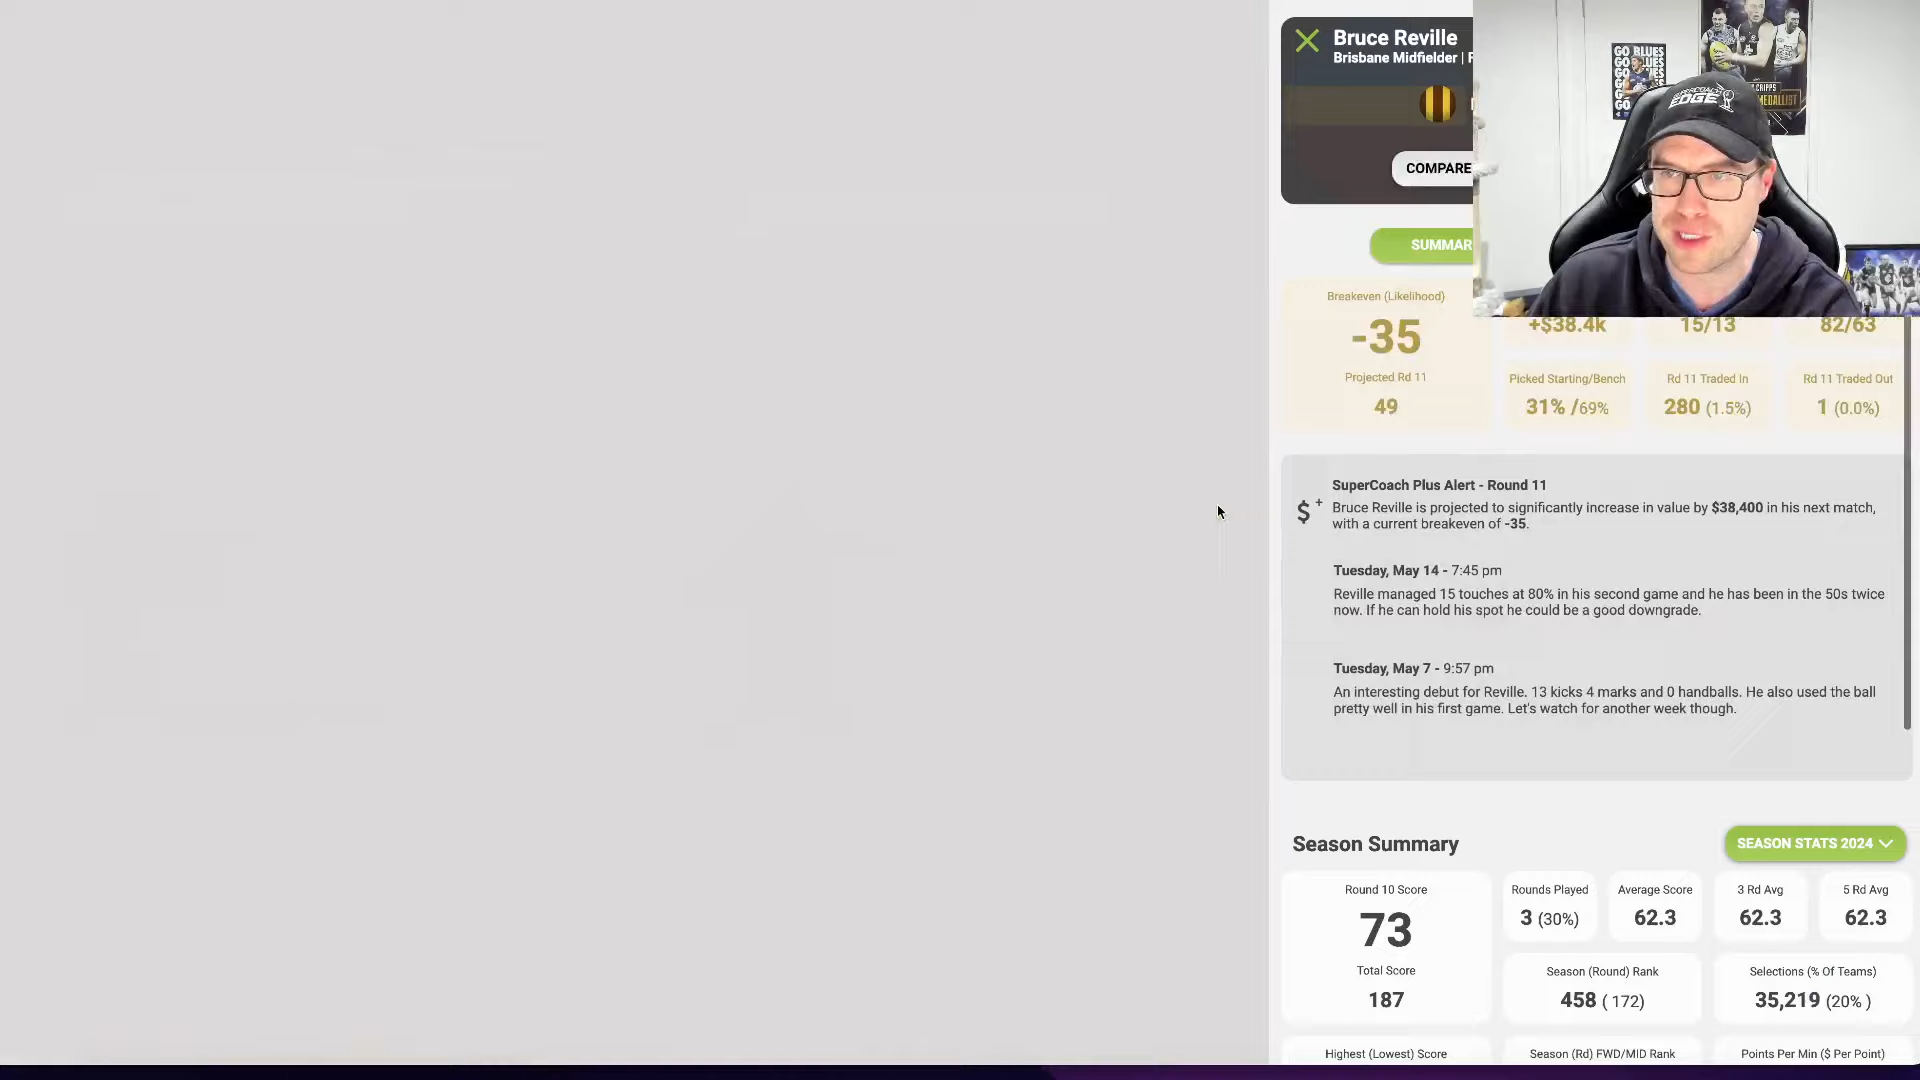 Bruce Reville
Brisbane Midfielder |
COMPARE
SUMMAR
Breakeven (Likelihood)
-35
Projected Rd 11
49
+$38.4k
15/13
82/63
Picked Starting/Bench
31% /69%
Rd 11 Traded In
280 (1.5%)
Rd 11 Traded Out
1 (0.0%)
SuperCoach Plus Alert - Round 11
$+
Bruce Reville is projected to significantly increase in value by $38,400 in his next match,
with a current breakeven of -35.
Tuesday, May 14 - 7:45 pm
Reville managed 15 touches at 80% in his second game and he has been in the 50s twice
now. If he can hold his spot he could be a good downgrade.
Tuesday, May 7 - 9:57 pm
An interesting debut for Reville. 13 kicks 4 marks and 0 handballs. He also used the ball
pretty well in his first game. Let's watch for another week though.
Season Summary
SEASON STATS 2024
Round 10 Score
73
Total Score
187
Rounds Played
3 (30%)
Average Score
62.3
3 Rd Avg
62.3
5 Rd Avg
62.3
Season (Round) Rank
458 ( 172)
Selections (% Of Teams)
35,219 (20% )
Highest (Lowest) Score
Season (Rd) FWD/MID Rank
Points Per Min ($ Per Point)
GO BLUES
SUPERCOACH
EDGE
CRIPPS
MEDALLIST